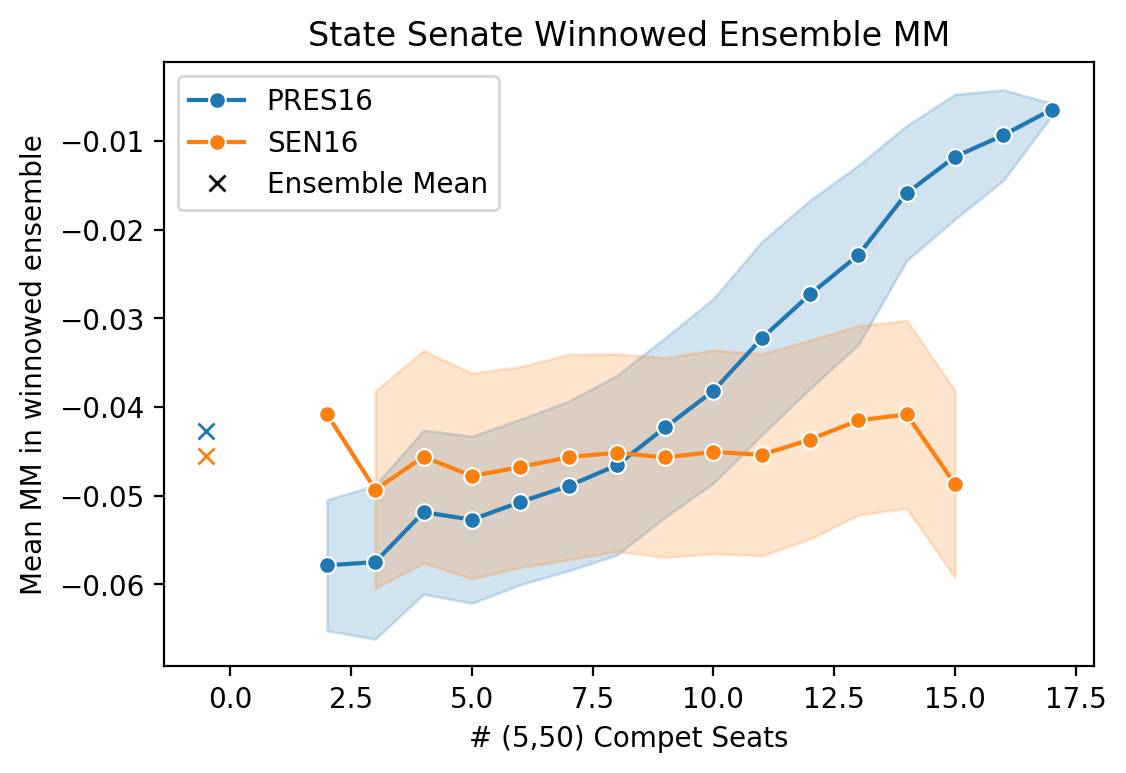 State Senate Winnowed Ensemble MM
PRES16
SEN16
Ensemble Mean
Mean MM in winnowed ensemble
−0.01
−0.02
−0.03
−0.04
−0.05
−0.06
0.0 2.5 5.0 7.5 10.0 12.5 15.0 17.5
# (5,50) Compet Seats